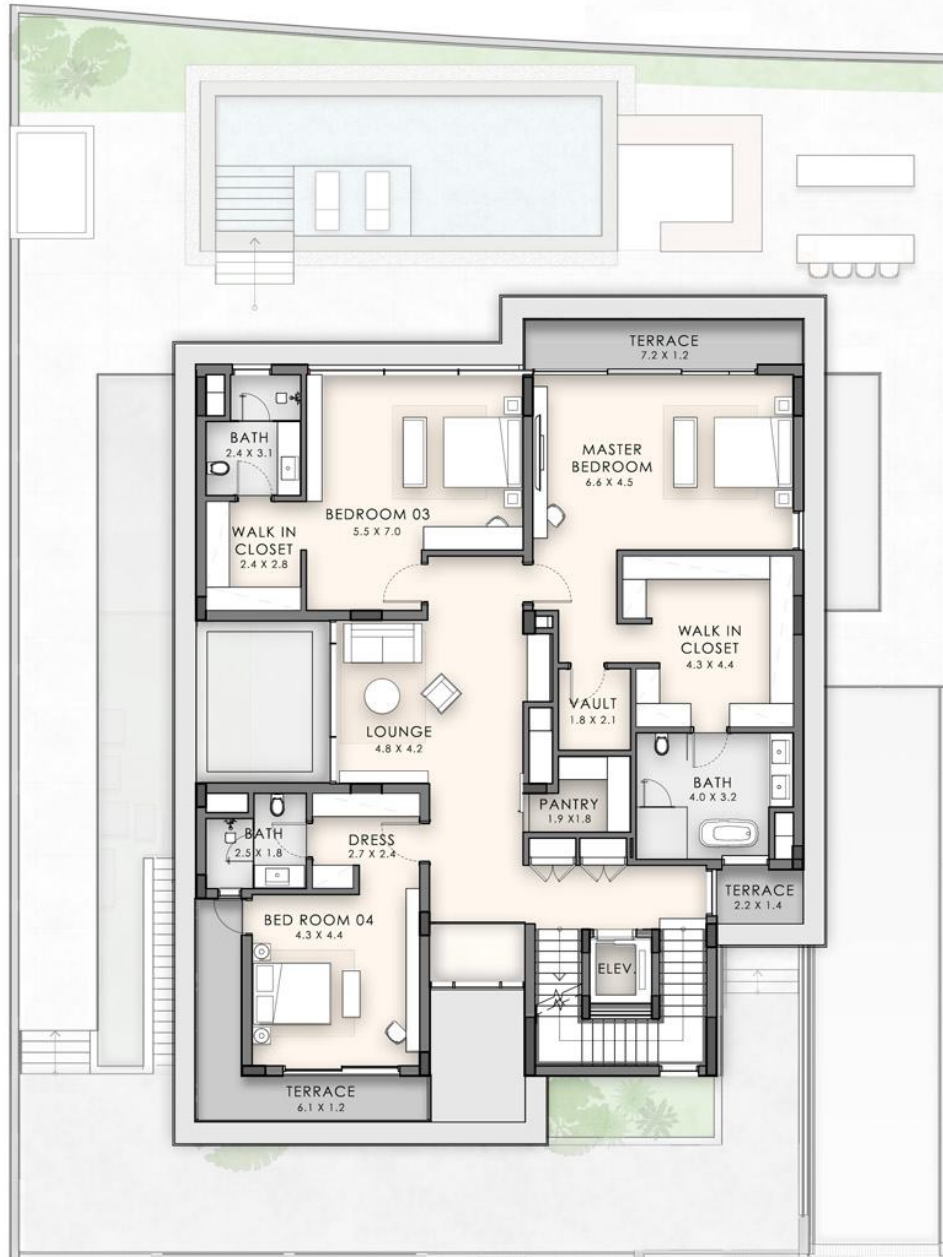 TERRACE
7.2 X 1.2
BATH
2.4 X 3.1
MASTER
BEDROOM
6.6 X 4.5
BEDROOM 03
5.5 X 7.0
WALK IN
CLOSET
2.4 X 2.8
WALK IN
CLOSET
4.3 X 4.4
VAULT
1.8 X 2.1
LOUNGE
4.8 X 4.2
BATH
4.0 X 3.2
PANTRY
1.9 X 1.8
BATH
2.5 X 1.8
DRESS
2.7 X 2.4
TERRACE
2.2 X 1.4
BED ROOM 04
4.3 X 4.4
ELEV.
TERRACE
6.1 X 1.2